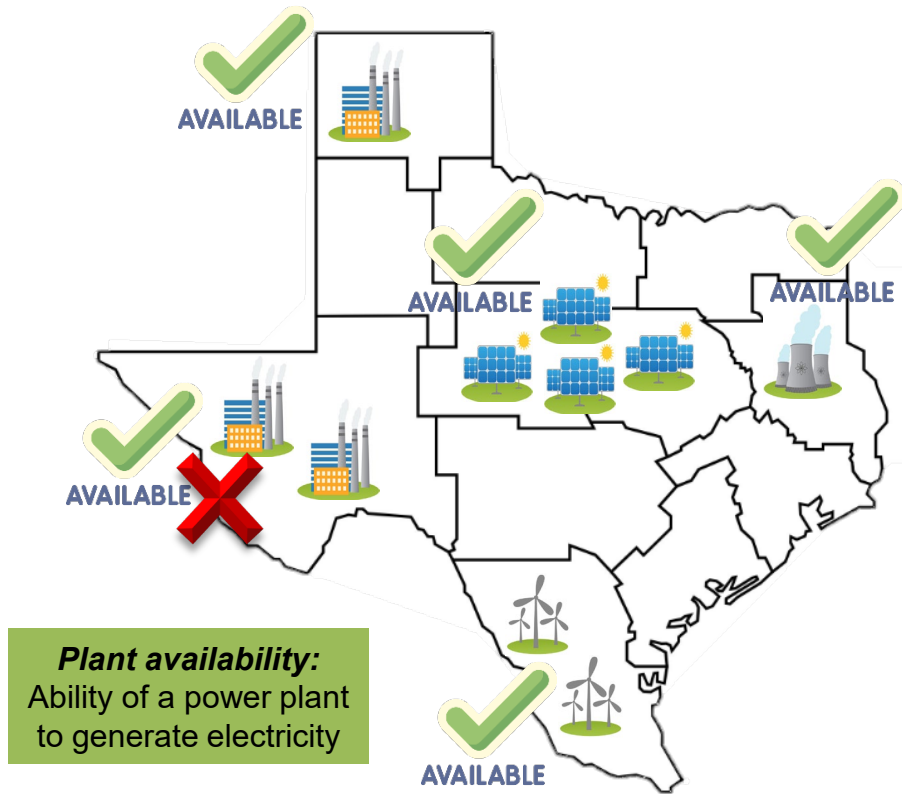 AVAILABLE
AVAILABLE
AVAILABLE
AVAILABLE
Plant availability:
Ability of a power plant
to generate electricity
AVAILABLE